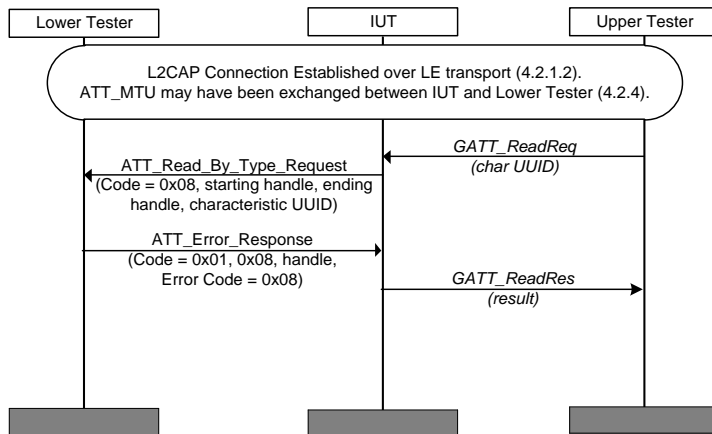 Lower Tester
IUT
Upper Tester
L2CAP Connection Established over LE transport (4.2.1.2).
ATT_MTU may have been exchanged between IUT and Lower Tester (4.2.4).
GATT_ReadReq
(char UUID)
ATT_Read_By_Type_Request
(Code = 0x08, starting handle, ending
handle, characteristic UUID)
ATT_Error_Response
(Code = 0x01, 0x08, handle,
Error Code = 0x08)
GATT_ReadRes
(result)